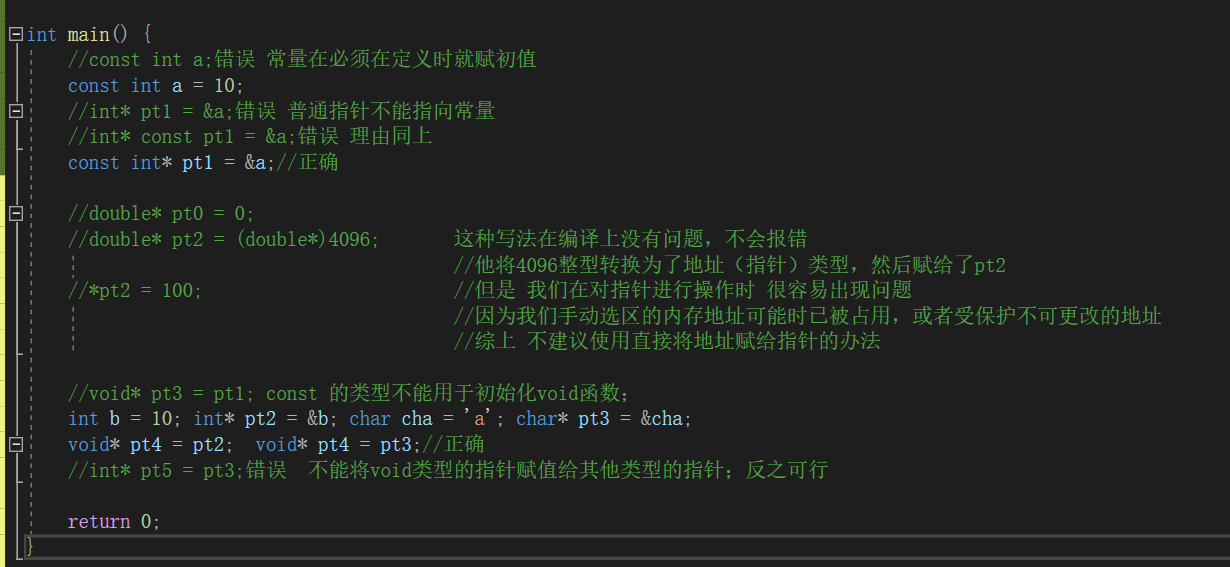 int main() {
//const int a;错误 常量在必须在定义时就赋初值
const int a = 10;
//int* pt1 = &a;错误 普通指针不能指向常量
//int* const pt1 = &a;错误 理由同上
const int* pt1 = &a;//正确
//double* pt0 = 0;
//double* pt2 = (double*)4096; 这种写法在编译上没有问题，不会报错
//他将4096整型转换为了地址（指针）类型，然后赋给了pt2
//*pt2 = 100; //但是 我们在对指针进行操作时 很容易出现问题
//因为我们手动选区的内存地址可能时已被占用，或者受保护不可更改的地址
//综上 不建议使用直接将地址赋给指针的办法
//void* pt3 = pt1; const 的类型不能用于初始化void函数；
int b = 10; int* pt2 = &b; char cha = 'a'; char* pt3 = &cha;
void* pt4 = pt2; void* pt4 = pt3;//正确
//int* pt5 = pt3;错误 不能将void类型的指针赋值给其他类型的指针；反之可行
return 0;
}